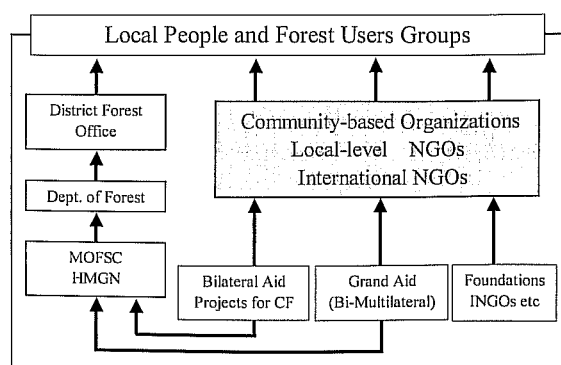 Local People and Forest Users Groups
District Forest
Office
Community-based Organizations
Local-level NGOs
International NGOs
Dept. of Forest
MOFSC
HMGN
Bilateral Aid
Projects for CF
Grand Aid
(Bi-Multilateral)
Foundations
INGOs etc